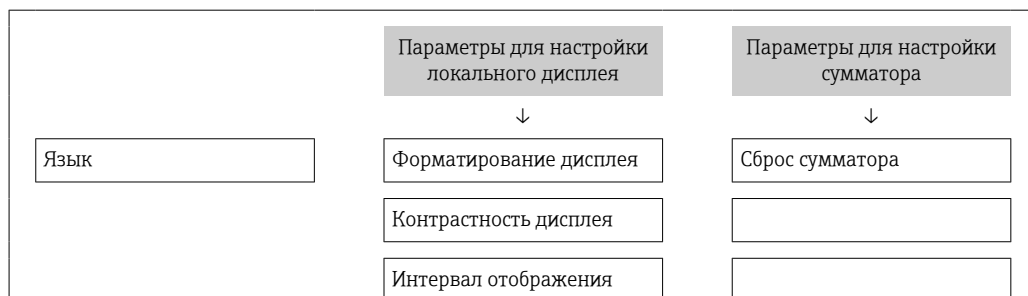 Параметры для настройки
локального дисплея
Параметры для настройки
сумматора
↓
↓
Язык
Форматирование дисплея
Сброс сумматора
Контрастность дисплея
Интервал отображения